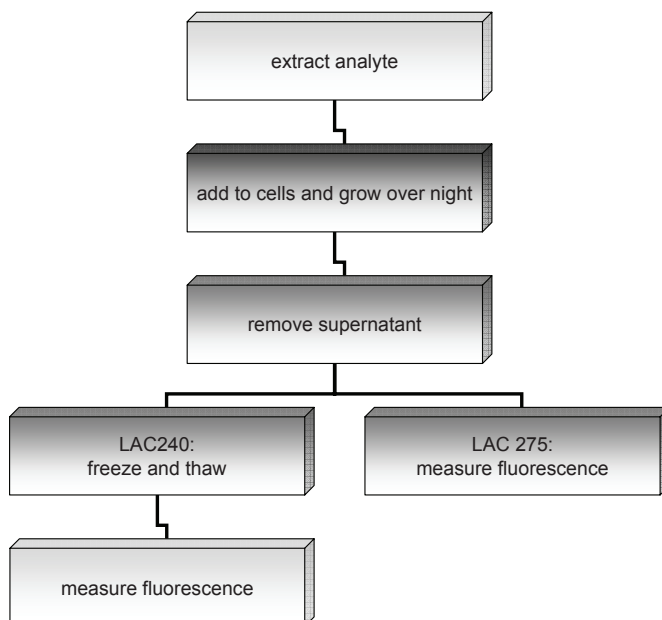 extract analyte
add to cells and grow over night
remove supernatant
LAC240:
freeze and thaw
LAC 275:
measure fluorescence
measure fluorescence